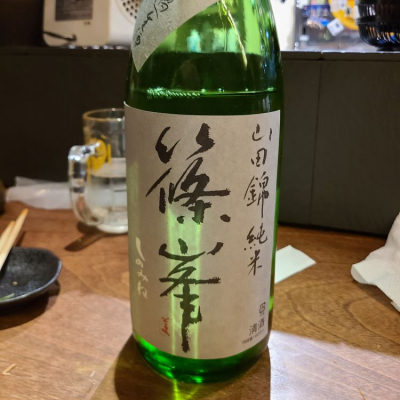 山田錦 純米
篠峯
しのみね
清酒